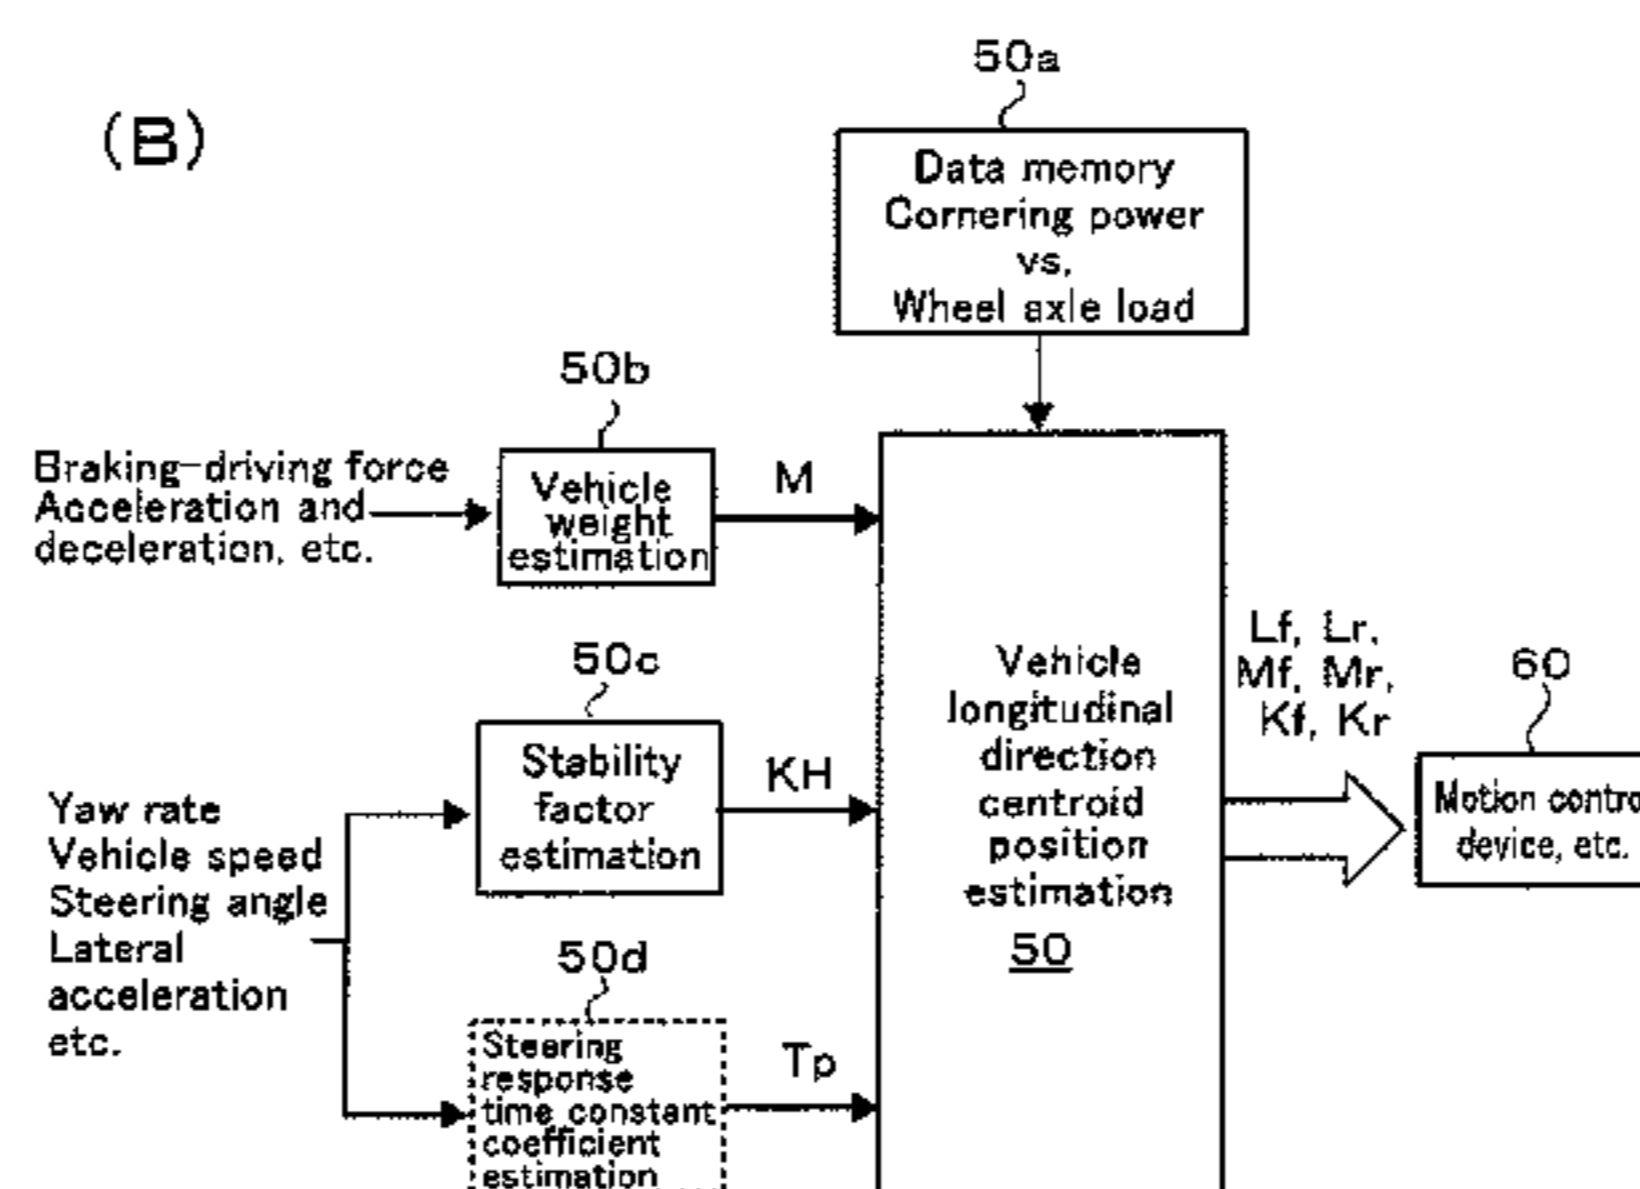 50a
(B)
Data memory
Cornering power
vs.
Wheel axle load
50b
Braking-driving force
Acceleration and
deceleration, etc.
Vehicle
weight
estimation
M
50c
Stability
factor
estimation
KH
Yaw rate
Vehicle speed
Steering angle
Lateral
acceleration
etc.
50d
Steering
response
time constant
coefficient
estimation
Tp
Vehicle
longitudinal
direction
centroid
position
estimation
50
Lf, Lr,
Mf, Mr,
Kf, Kr
60
Motion contro
device, etc.